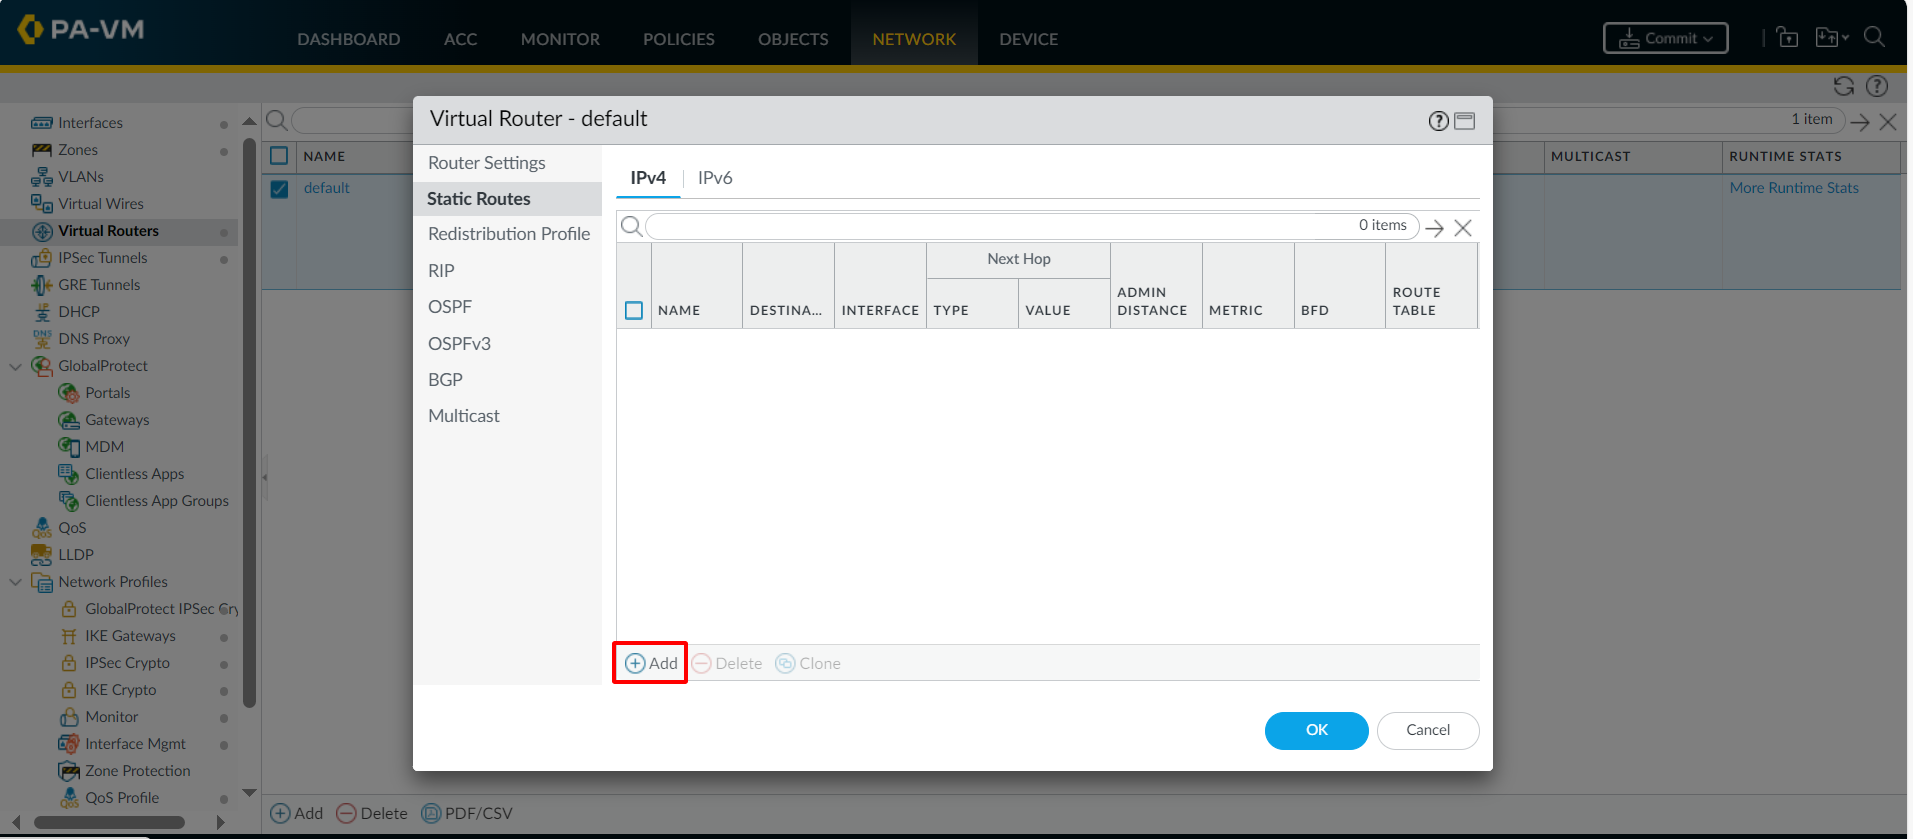 PA-VM
DASHBOARD ACC MONITOR POLICIES OBJECTS NETWORK DEVICE
Commit
Interfaces
Zones
VLANs
Virtual Wires
Virtual Routers
IPSec Tunnels
GRE Tunnels
DHCP
DNS DNS Proxy
GlobalProtect
Portals
Gateways
MDM
Clientless Apps
Clientless App Groups
QoS QoS
LLDP
Network Profiles
GlobalProtect IPSec Cry
IKE Gateways
IPSec Crypto
IKE Crypto
Monitor
Interface Mgmt
Zone Protection
QoS QoS Profile
1 item
NAME MULTICAST RUNTIME STATS
default More Runtime Stats
Virtual Router - default
Router Settings
Static Routes
Redistribution Profile
RIP
OSPF
OSPFv3
BGP
Multicast
IPv4 IPv6
0 items
Next Hop
NAME DESTINA... INTERFACE TYPE VALUE ADMIN DISTANCE METRIC BFD ROUTE TABLE
Add Delete Clone
OK Cancel
Add Delete PDF/CSV